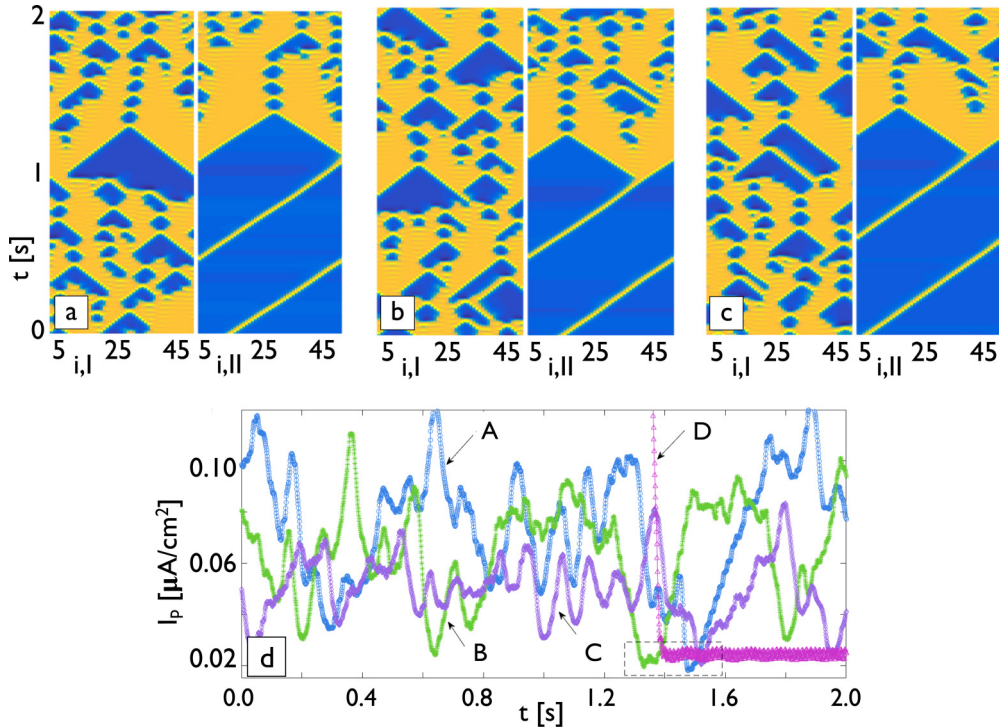 2
1
0
t [s]
a
b
c
5 25 45 5 25 45 5 25 45 5 25 45 5 25 45 5 25 45
i,I i,II i,I i,II i,I i,II
A
D
0.10
0.06
0.02
I_p [µA/cm²]
d
B
C
0.0 0.4 0.8 1.2 1.6 2.0
t [s]